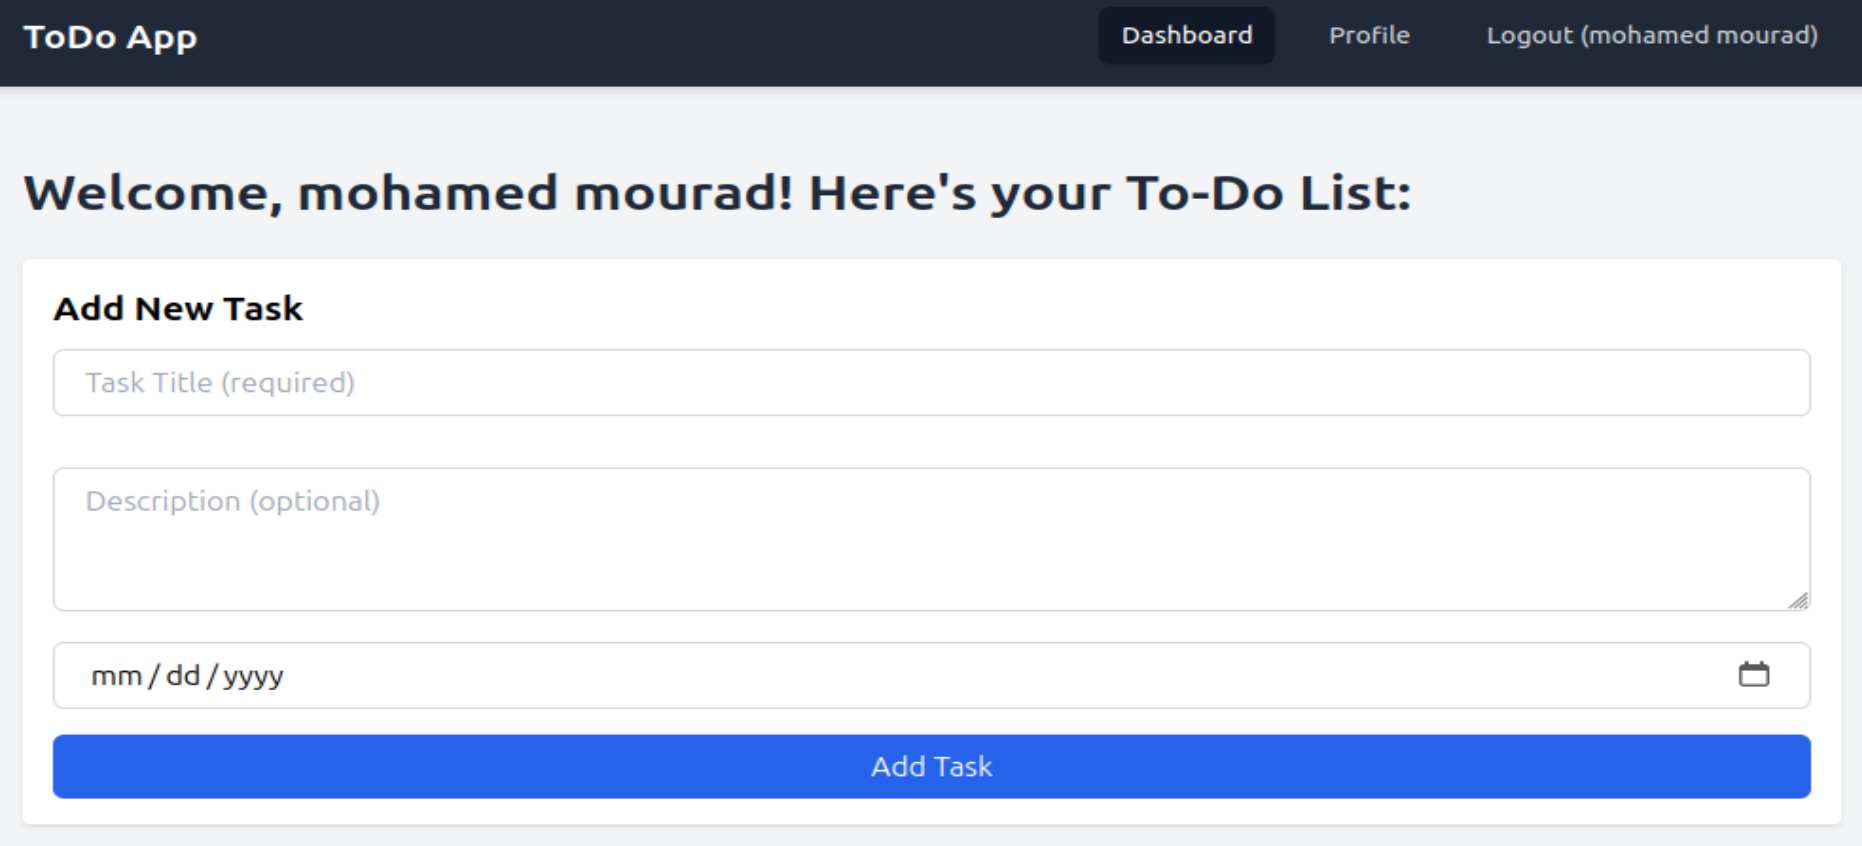 ToDo App
Dashboard
Profile
Logout (mohamed mourad)
Welcome, mohamed mourad! Here's your To-Do List:
Add New Task
Task Title (required)
Description (optional)
mm/dd/yyyy
Add Task